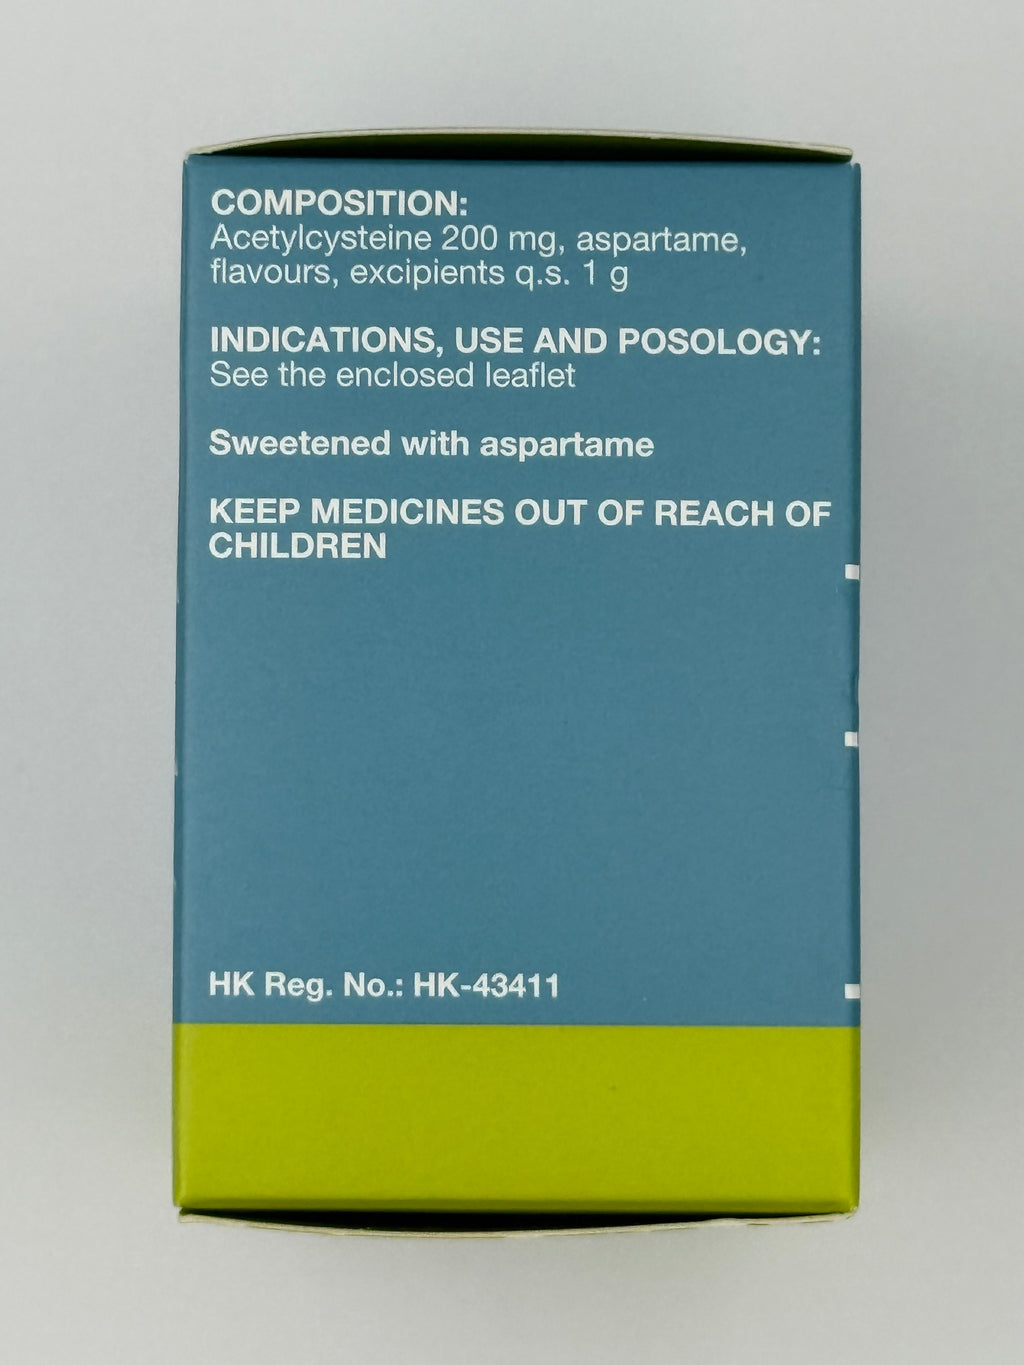 COMPOSITION:
Acetylcysteine 200 mg, aspartame,
flavours, excipients q.s. 1 g
INDICATIONS, USE AND POSOLOGY:
See the enclosed leaflet
Sweetened with aspartame
KEEP MEDICINES OUT OF REACH OF
CHILDREN
HK Reg. No.: HK-43411